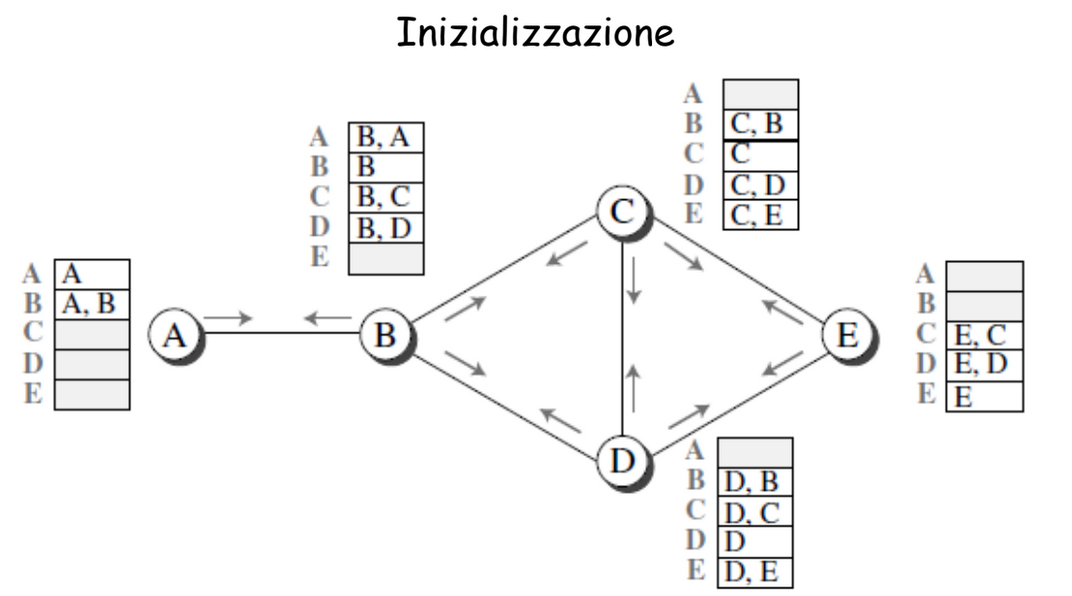 Inizializzazione
A
B C, B
C C
D C, D
E C, E
A B, A
B B
C B, C
D B, D
E
A A
B A, B
C
D
E
A
B
C
D
E
A
B
C E, C
D E, D
E E
A
B D, B
C D, C
D D
E D, E